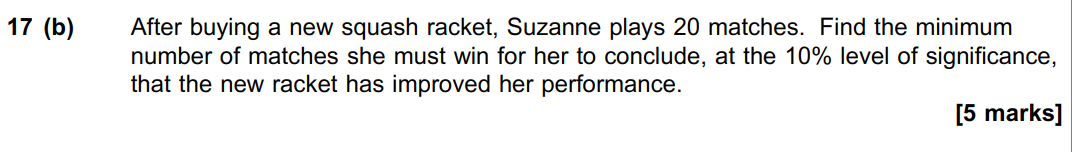 17 (b) After buying a new squash racket, Suzanne plays 20 matches. Find the minimum
number of matches she must win for her to conclude, at the 10% level of significance,
that the new racket has improved her performance.
[5 marks]